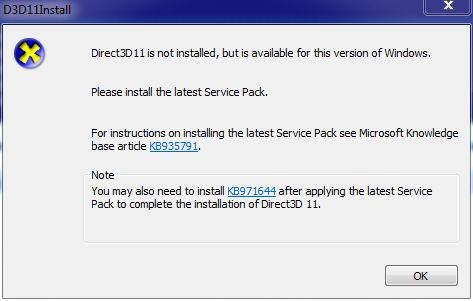 D3D11Install
Direct3D11 is not installed, but is available for this version of Windows.
Please install the latest Service Pack.
For instructions on installing the latest Service Pack see Microsoft Knowledge
base article KB935791.
Note
You may also need to install KB971644 after applying the latest Service
Pack to complete the installation of Direct3D 11.
OK